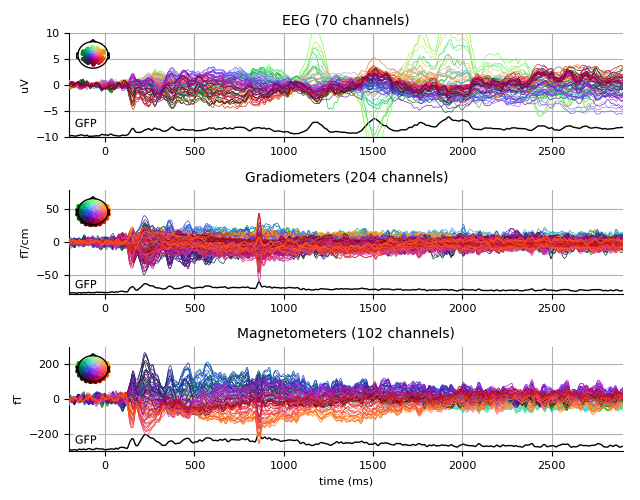 EEG (70 channels)
10
5
0
−5
−10
uV
GFP
0 500 1000 1500 2000 2500
Gradiometers (204 channels)
50
0
−50
fT/cm
GFP
0 500 1000 1500 2000 2500
Magnetometers (102 channels)
200
0
−200
fT
GFP
0 500 1000 1500 2000 2500
time (ms)